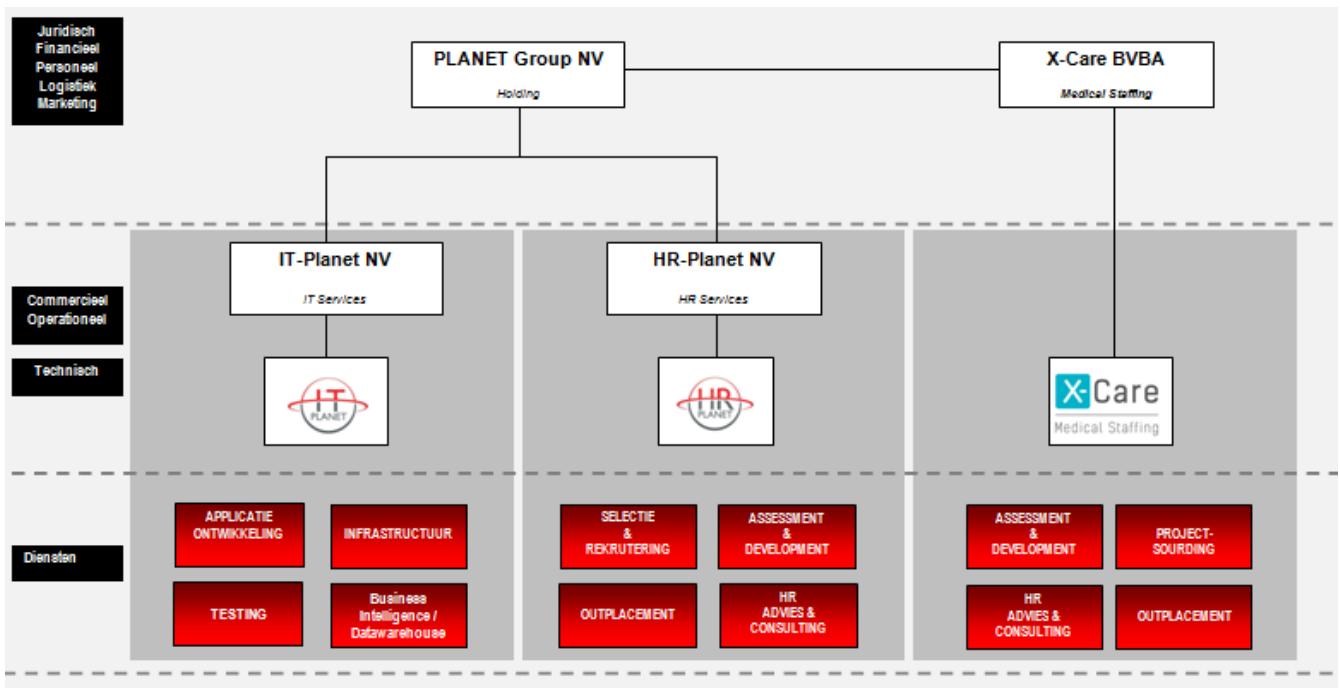 Juridisch
Financieel
Personeel
Logistiek
Marketing
PLANET Group NV
Holding
X-Care BVBA
Medical Staffing
IT-Planet NV
IT Services
HR-Planet NV
HR Services
Commercieel
Operationeel
Technisch
IT
PLANET
HR
PLANET
X-Care
Medical Staffing
Diensten
APPLICATIE
ONTWIKKELING
INFRASTRUCTUUR
TESTING
Business
Intelligence /
Datawarehouse
SELECTIE
&
REKRUTERING
ASSESSMENT
&
DEVELOPMENT
OUTPLACEMENT
HR
ADVIES &
CONSULTING
ASSESSMENT
&
DEVELOPMENT
PROJECT-
SOURDING
HR
ADVIES &
CONSULTING
OUTPLACEMENT